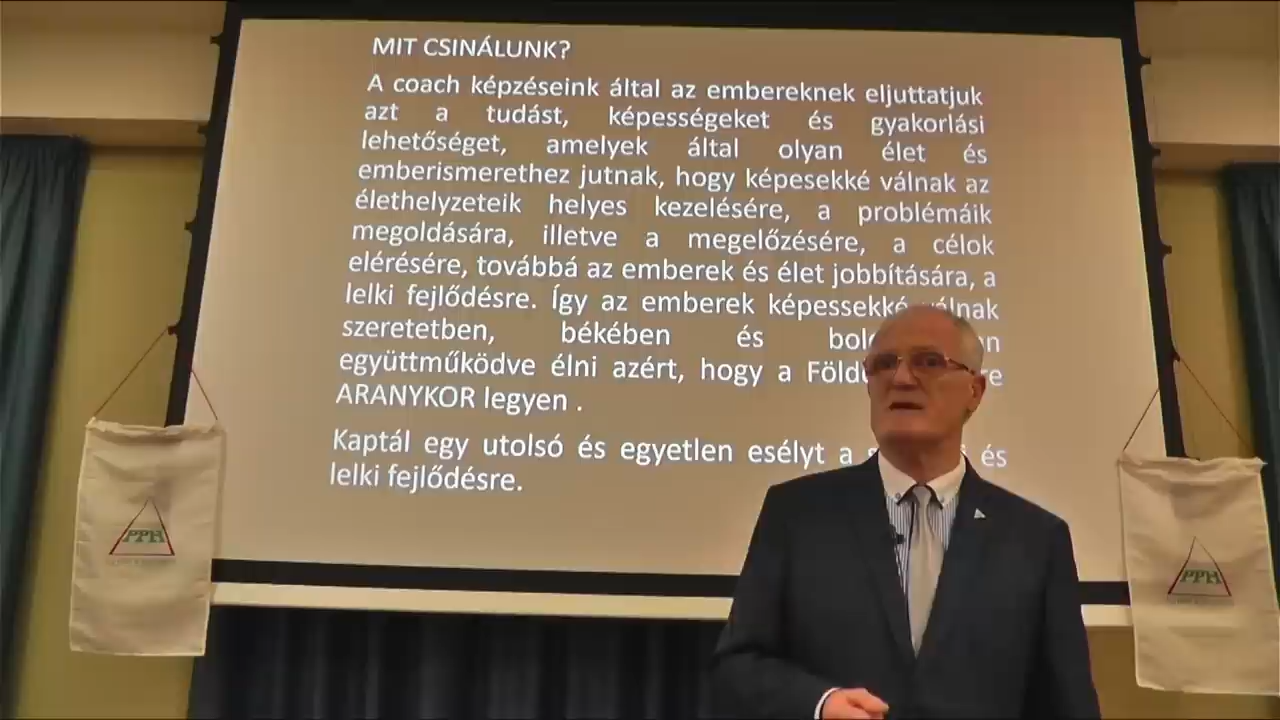 MIT CSINÁLUNK?
A coach képzéseink által az embereknek eljuttatjuk
azt a tudást, képességeket és gyakorlási
lehetőséget, amelyek által olyan élet és
emberismerethez jutnak, hogy képesekké válnak az
élethelyzeteik helyes kezelésére, a problémáik
megoldására, illetve a megelőzésére, a célok
elérésére, továbbá az emberek és élet jobbítására, a
lelki fejlődésre. Így az emberek képessekké válnak
szeretetben, békében és
együttműködve élni azért, hogy a
ARANYKOR legyen .
Kaptál egy utolsó és egyetlen esélyt a és
lelki fejlődésre.
PPH
PPH